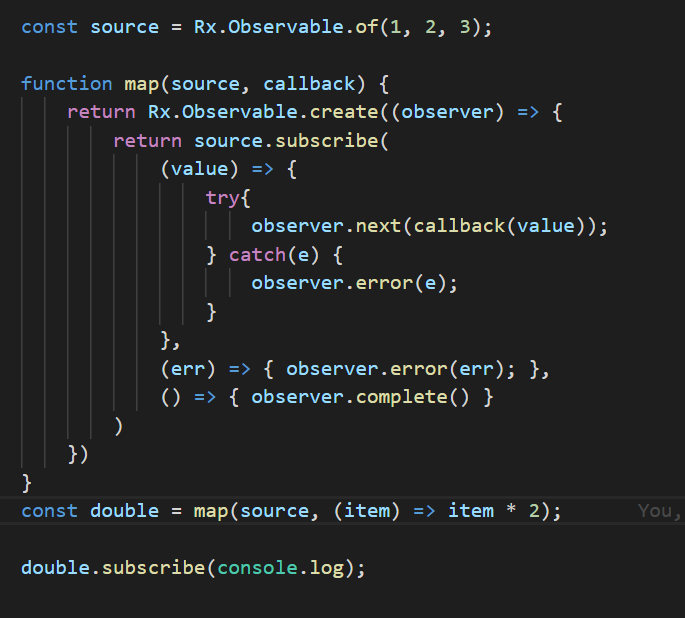 const source = Rx.Observable.of(1, 2, 3);
function map(source, callback) {
return Rx.Observable.create((observer) => {
return source.subscribe(
(value) => {
try{
observer.next(callback(value));
} catch(e) {
observer.error(e);
}
},
(err) => { observer.error(err); },
() => { observer.complete() }
)
})
}
const double = map(source, (item) => item * 2); You,
double.subscribe(console.log);